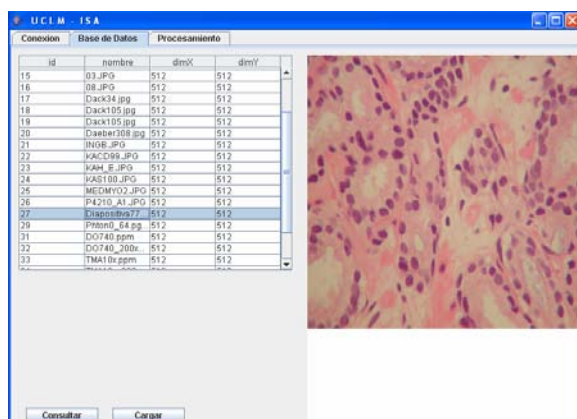 UCLM - ISA
Conexion Base de Datos Procesamiento
id nombre dimX dimY
15 03.JPG 512 512
16 08.JPG 512 512
17 Dack34.jpg 512 512
18 Dack105.jpg 512 512
19 Dack105.jpg 512 512
20 Daeber308.jpg 512 512
21 INGB.JPG 512 512
22 KACD99.JPG 512 512
23 KAH_E.JPG 512 512
24 KAS100.JPG 512 512
25 MEDMYO2.JPG 512 512
26 P4210_A1.JPG 512 512
27 Diapositiva77... 512 512
29 512 512
31 DO740.ppm 512 512
32 DO740_200x... 512 512
33 TMA10x.ppm 512 512
Consultar Cargar